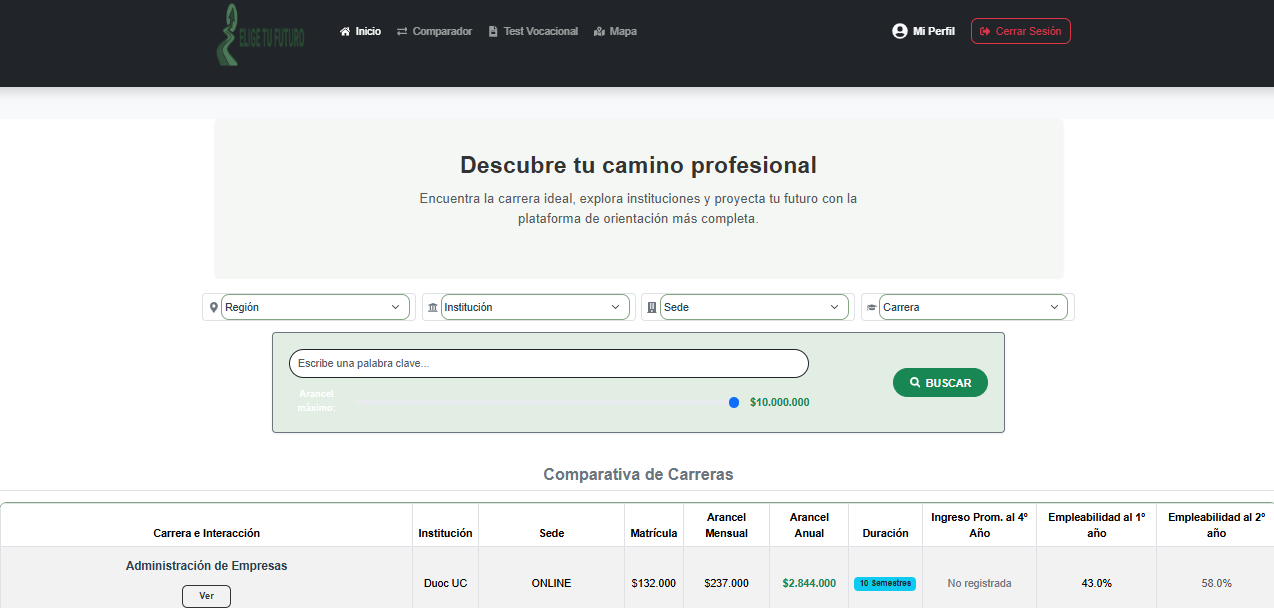 ELIGE TU FUTURO
Inicio
Comparador
Test Vocacional
Mapa
Mi Perfil
Cerrar Sesión
Descubre tu camino profesional
Encuentra la carrera ideal, explora instituciones y proyecta tu futuro con la
plataforma de orientación más completa.
Región
Institución
Sede
Carrera
Escribe una palabra clave...
Arancel
máximo:
$10.000.000
BUSCAR
Comparativa de Carreras
Carrera e Interacción
Institución
Sede
Matrícula
Arancel
Mensual
Arancel
Anual
Duración
Ingreso Prom. al 4°
Año
Empleabilidad al 1°
año
Empleabilidad al 2°
año
Administración de Empresas
Ver
Duoc UC
ONLINE
$132.000
$237.000
$2.844.000
10 Semestres
No registrada
43.0%
58.0%